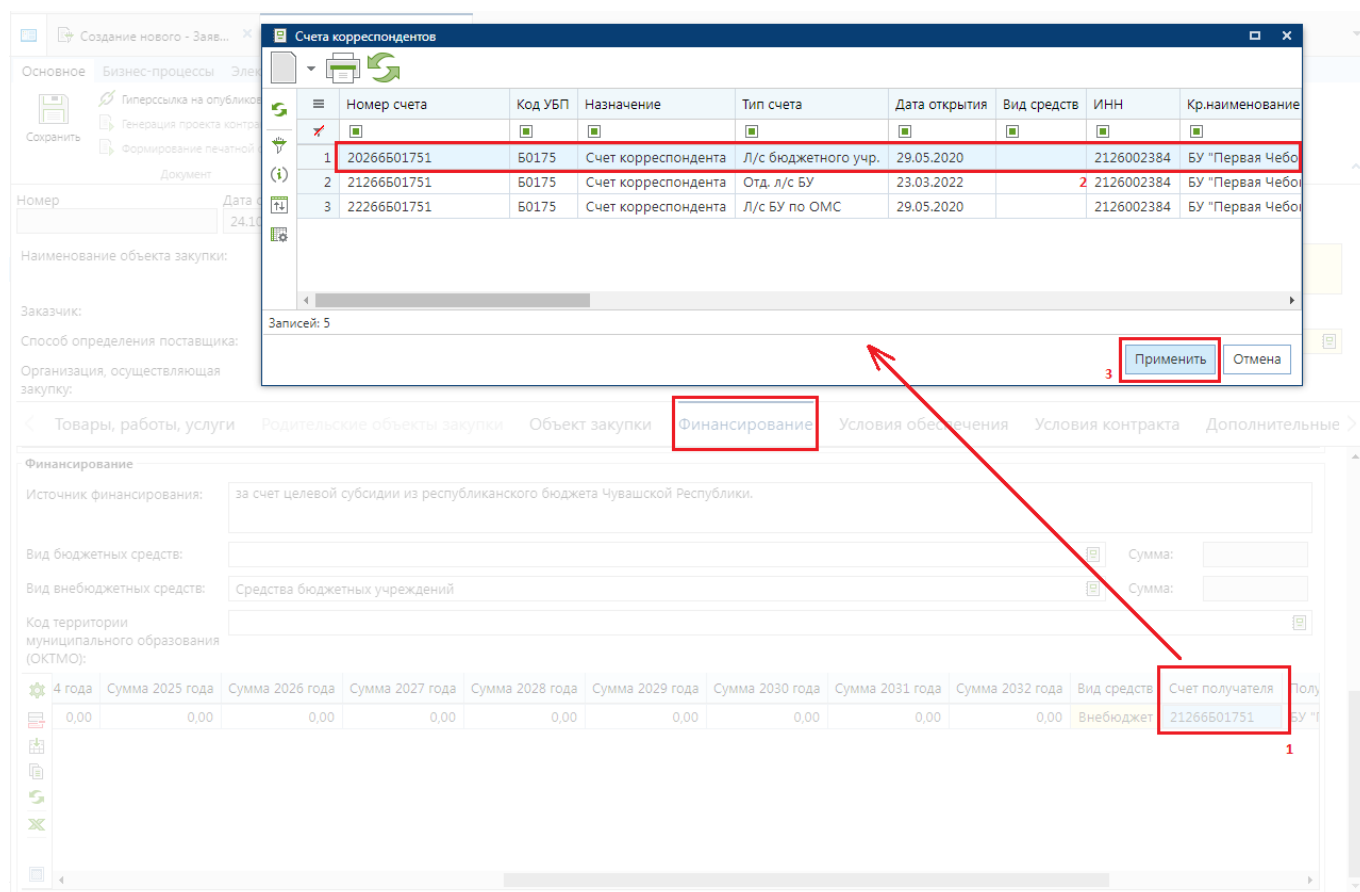 Создание нового - Заяв...
Счета корреспондентов
Основное Бизнес-процессы
Гиперссылка на
Генерация проекта
Сохранить
Формирование
Документ
Номер счета Код УБП Назначение Тип счета Дата открытия Вид средств ИНН Кр.наименование
1 20266Б01751 Б0175 Счет корреспондента Л/с бюджетного учр. 29.05.2020 2126002384 БУ "Первая
2 21266Б01751 Б0175 Счет корреспондента Отд. л/с БУ 23.03.2022 2 2126002384 БУ "Первая
3 22266Б01751 Б0175 Счет корреспондента Л/с БУ по ОМС 29.05.2020 2126002384 БУ "Первая
Номер
Наименование объекта закупки:
Записей: 5
Заказчик:
Способ определения поставщика:
Применить Отмена
3
Организация, осуществляющая
закупку:
Товары, работы, услуги Родительские объекты закупки Объект закупки Финансирование Условия обеспечения Условия контракта Дополнительные
Финансирование
Источник финансирования: за счет целевой субсидии из республиканского бюджета Чувашской Республики.
Вид бюджетных средств: Сумма:
Вид внебюджетных средств: Средства бюджетных учреждений Сумма:
Код территории
муниципального образования
(ОКТМО):
4 года Сумма 2025 года Сумма 2026 года Сумма 2027 года Сумма 2028 года Сумма 2029 года Сумма 2030 года Сумма 2031 года Сумма 2032 года Вид средств Счет получателя
0,00 0,00 0,00 0,00 0,00 0,00 0,00 0,00 0,00 Внебюджет 21266Б01751 БУ
1